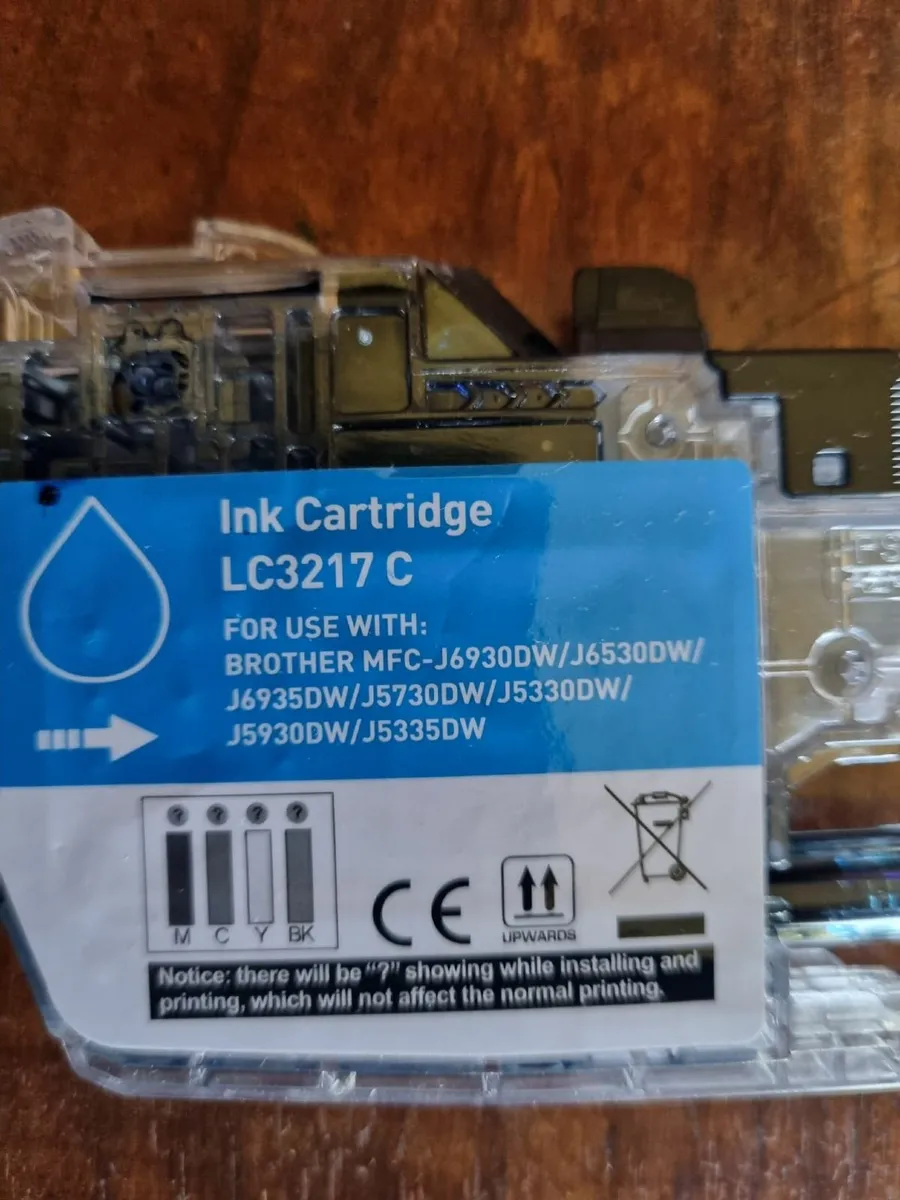 Ink Cartridge
LC3217 C
FOR USE WITH:
BROTHER MFC-J6930DW/J6530DW/
J6935DW/J5730DW/J5330DW/
J5930DW/J5335DW
? ? ? ?
M C Y BK
CE
UPWARDS
Notice: there will be "?" showing while installing and
printing, which will not affect the normal printing.